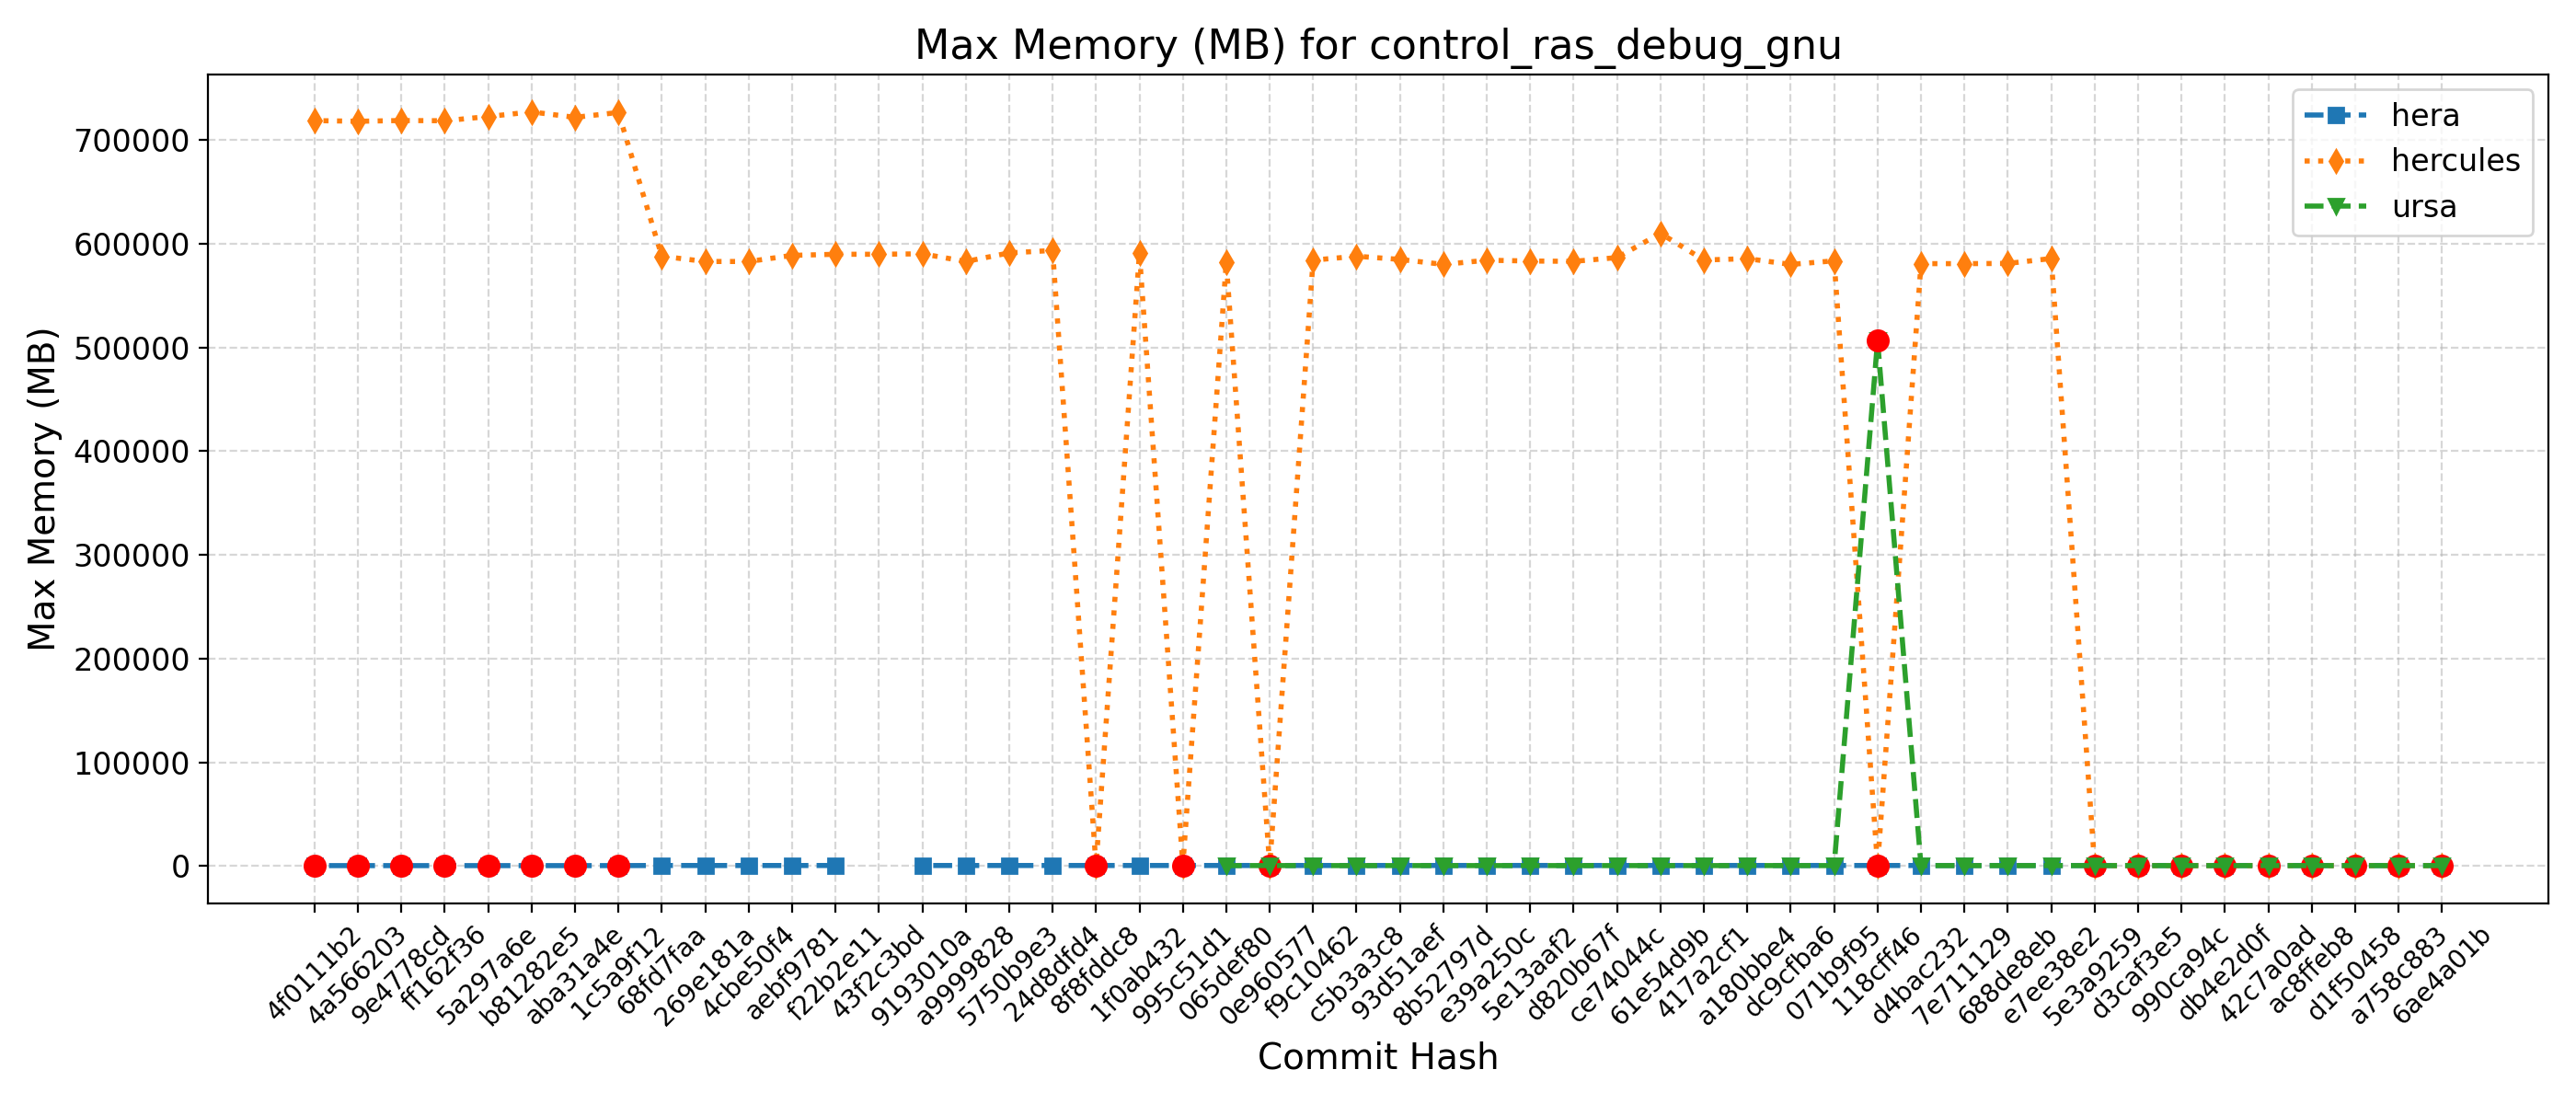 Max Memory (MB) for control_ras_debug_gnu
hera
hercules
ursa
Max Memory (MB)
700000
600000
500000
400000
300000
200000
100000
0
4f0111b2
4a566203
9e4778cd
ff162f36
5a297a6e
b81282e5
aba31a4e
1c5a9f12
68fd7faa
269e181a
4cbe50f4
aebf9781
f22b2e11
43f2c3bd
9193010a
a9999828
5750b9e3
24d8dfd4
8f8fddc8
1f0ab432
995c51d1
065def80
0e960577
f9c10462
c5b3a3c8
93d51aef
8b52797d
e39a250c
5e13aaf2
d820b67f
ce74044c
61e54d9b
417a2cf1
a180bbe4
dc9cfba6
071b9f95
118cff46
d4bac232
7e711129
688de8eb
e7ee38e2
5e3a9259
d3caf3e5
990ca94c
db4e2d0f
42c7a0ad
ac8ffeb8
d1f50458
a758c883
6ae4a01b
Commit Hash